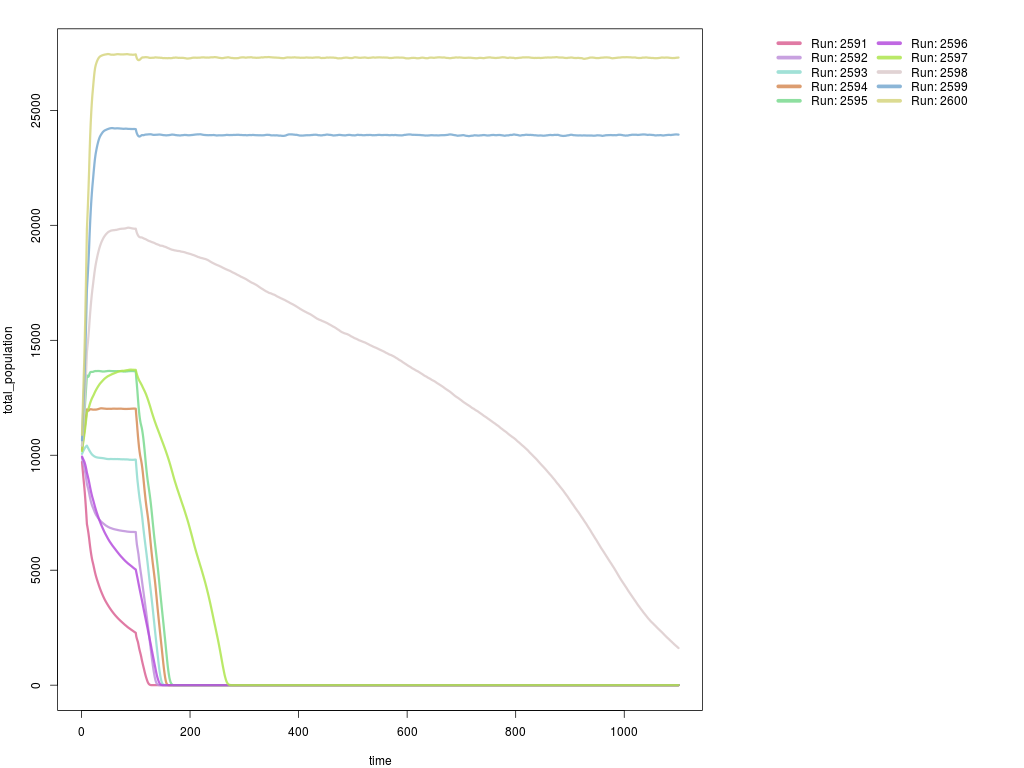 Run: 2591 Run: 2596
Run: 2592 Run: 2597
Run: 2593 Run: 2598
Run: 2594 Run: 2599
Run: 2595 Run: 2600
total_population
25000
20000
15000
10000
5000
0
0 200 400 600 800 1000
time